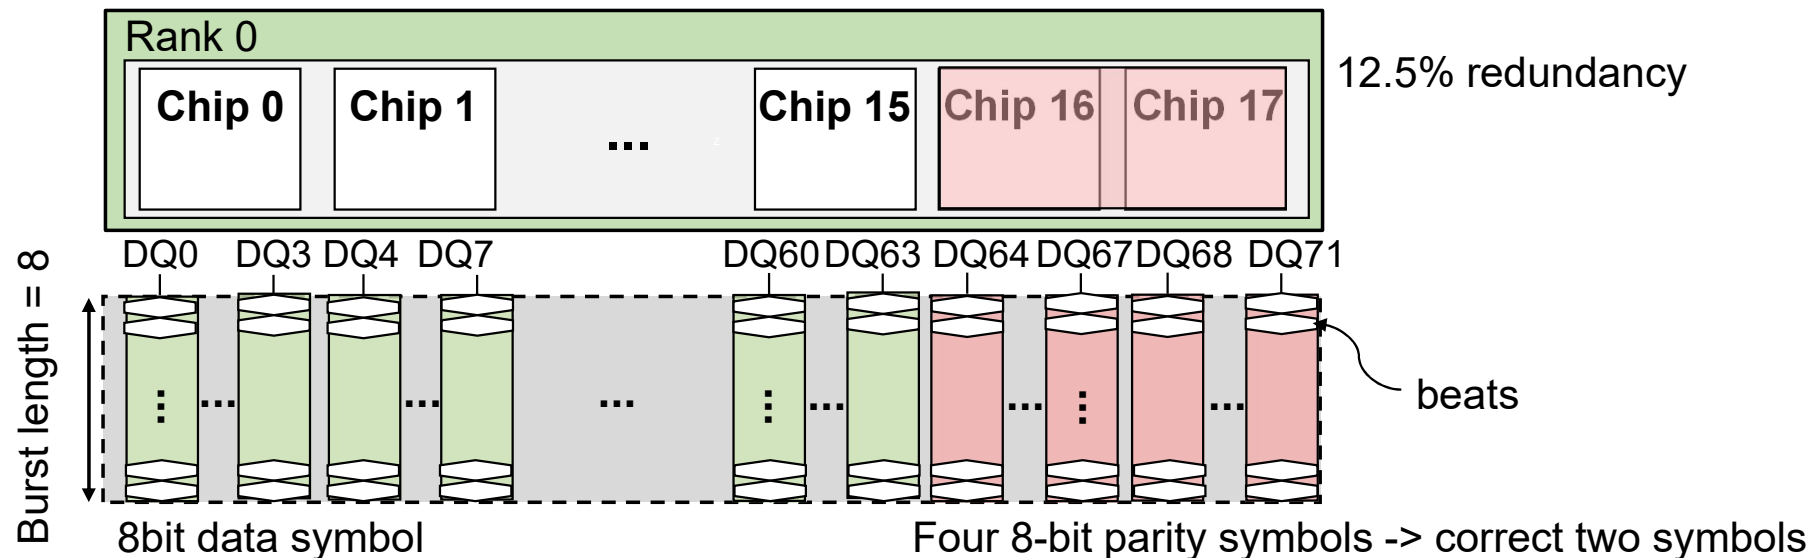 Rank 0
12.5% redundancy
Chip 0 Chip 1 ... Chip 15 Chip 16 Chip 17
z
DQ0 DQ3 DQ4 DQ7 DQ60 DQ63 DQ64 DQ67 DQ68 DQ71
Burst length = 8
... ... ... ... ... ...
beats
8bit data symbol
Four 8-bit parity symbols -> correct two symbols